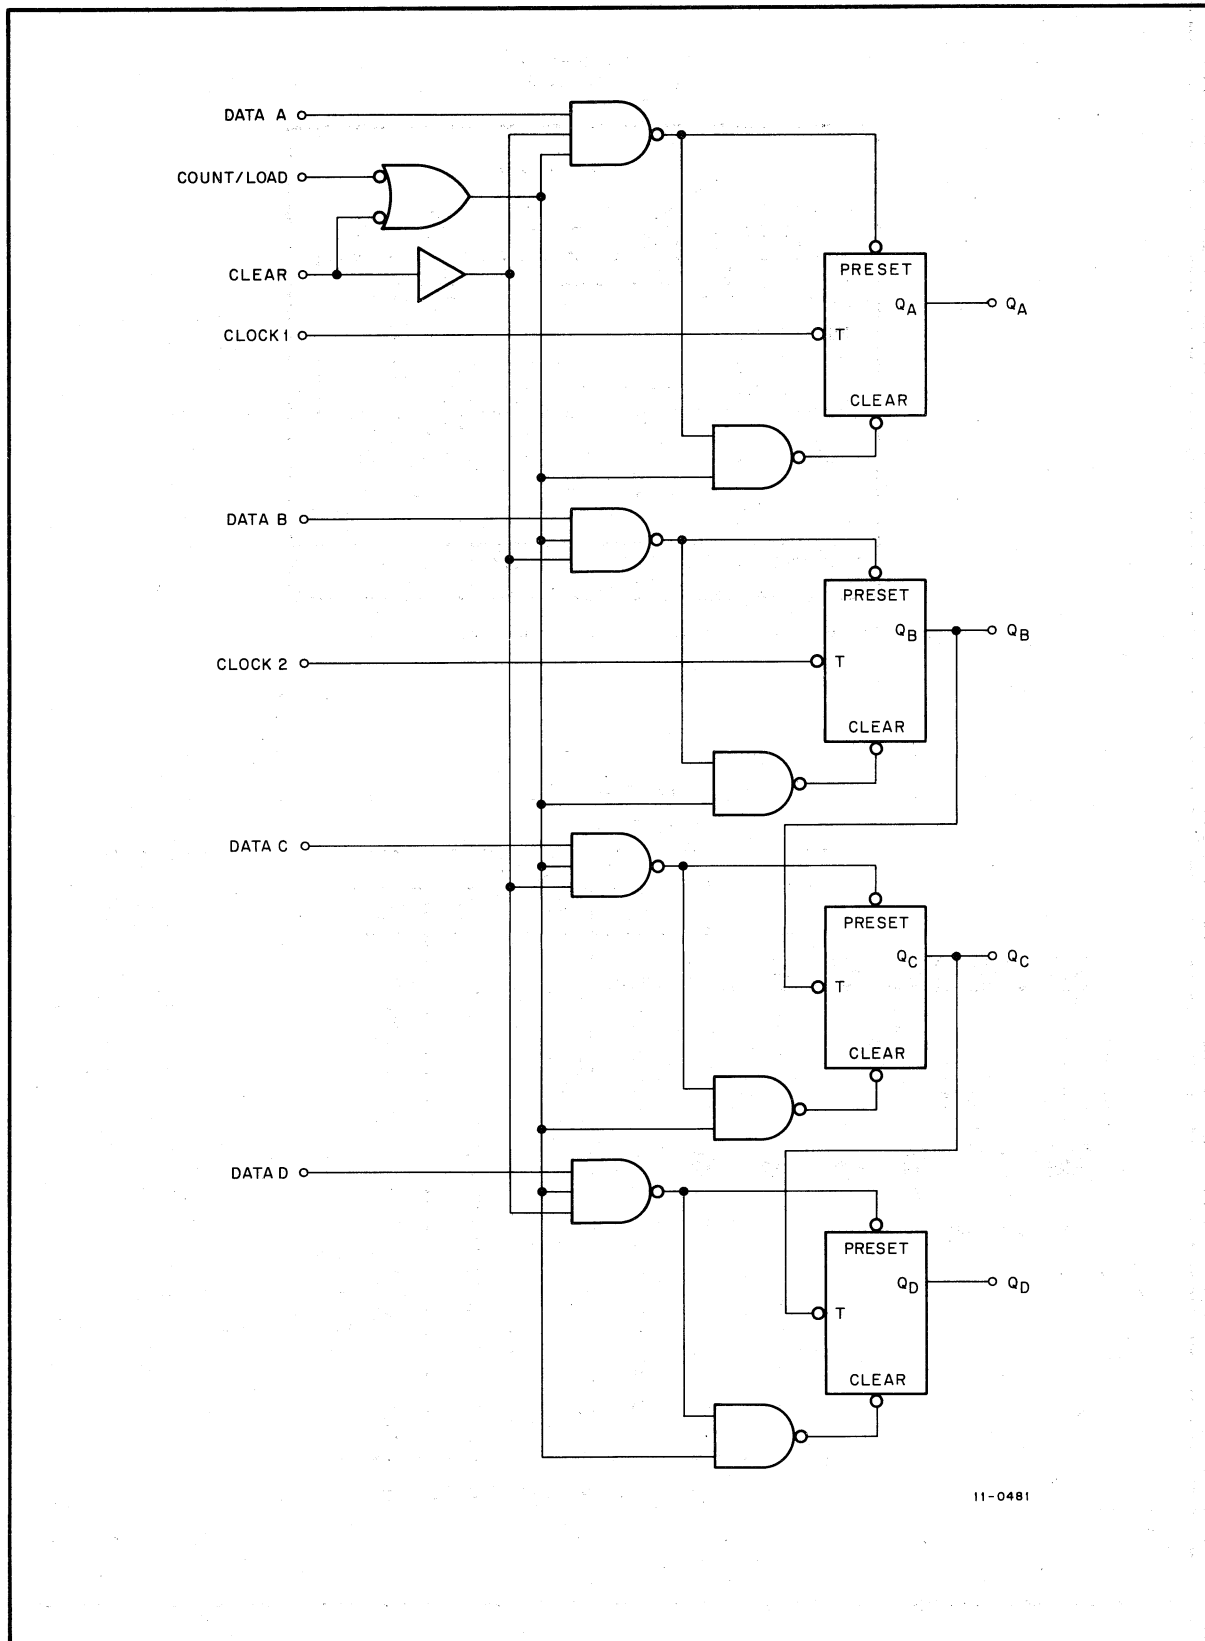 DATA A
COUNT/LOAD
CLEAR
PRESET
QA
QA
CLOCK 1
T
CLEAR
DATA B
PRESET
QB
QB
CLOCK 2
T
CLEAR
DATA C
PRESET
QC
QC
T
CLEAR
DATA D
PRESET
QD
QD
T
CLEAR
11-0481